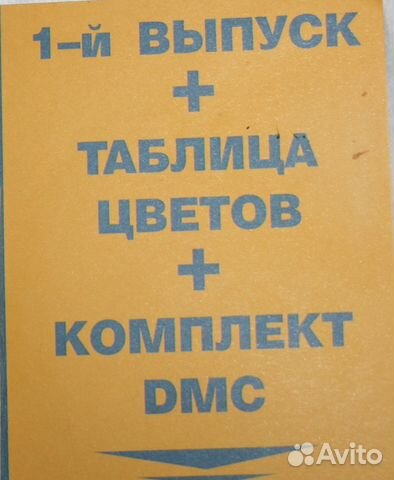 1-й ВЫПУСК
+
ТАБЛИЦА
ЦВЕТОВ
+
КОМПЛЕКТ
DMC
Avito